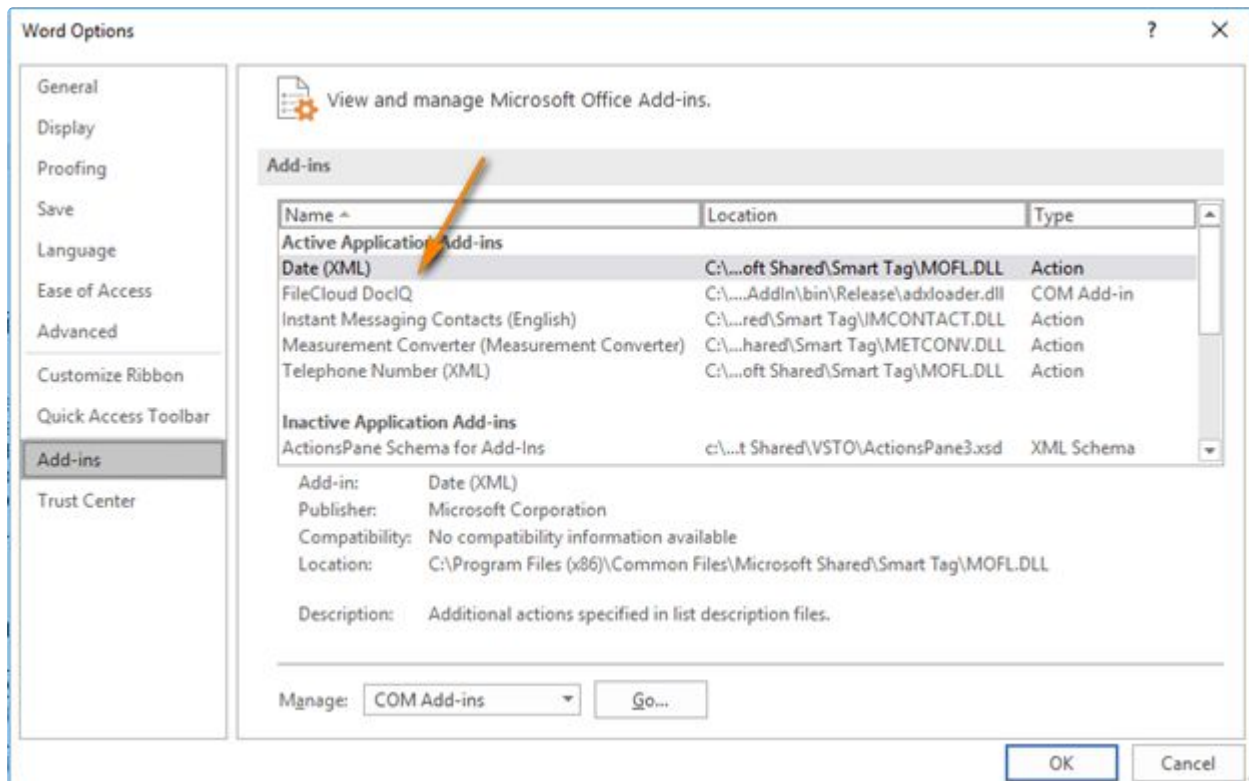 Word Options ? ×
General
Display
Proofing
Save
Language
Ease of Access
Advanced
Customize Ribbon
Quick Access Toolbar
Add-ins
Trust Center
View and manage Microsoft Office Add-ins.
Add-ins
Name Location Type
Active Application Add-ins
Date (XML) C:\...oft Shared\Smart Tag\MOFL.DLL Action
FileCloud DocIQ C:\....AddIn\bin\Release\adxloader.dll COM Add-in
Instant Messaging Contacts (English) C:\...red\Smart Tag\IMCONTACT.DLL Action
Measurement Converter (Measurement Converter) C:\...hared\Smart Tag\METCONV.DLL Action
Telephone Number (XML) C:\...oft Shared\Smart Tag\MOFL.DLL Action
Inactive Application Add-ins
ActionsPane Schema for Add-Ins c:\...t Shared\VSTO\ActionsPane3.xsd XML Schema
Add-in: Date (XML)
Publisher: Microsoft Corporation
Compatibility: No compatibility information available
Location: C:\Program Files (x86)\Common Files\Microsoft Shared\Smart Tag\MOFL.DLL
Description: Additional actions specified in list description files.
Manage: COM Add-ins Go...
OK Cancel